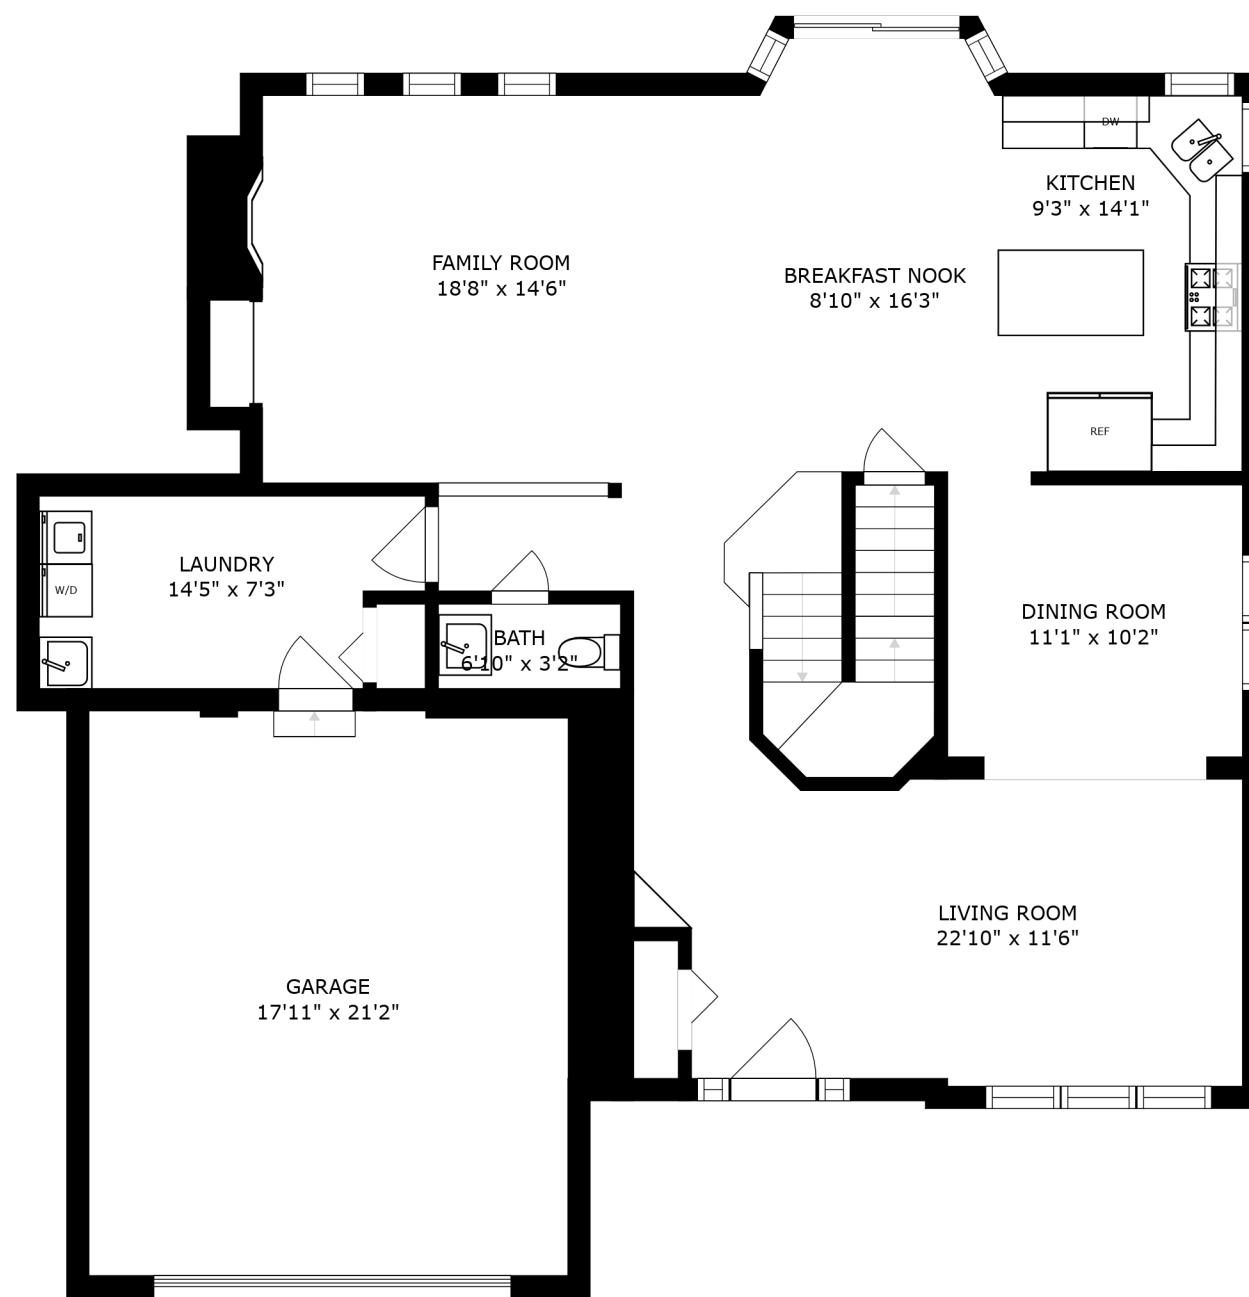 DW
KITCHEN
9'3" x 14'1"
FAMILY ROOM
18'8" x 14'6"
BREAKFAST NOOK
8'10" x 16'3"
REF
LAUNDRY
14'5" x 7'3"
W/D
BATH
6'10" x 3'2"
DINING ROOM
11'1" x 10'2"
LIVING ROOM
22'10" x 11'6"
GARAGE
17'11" x 21'2"